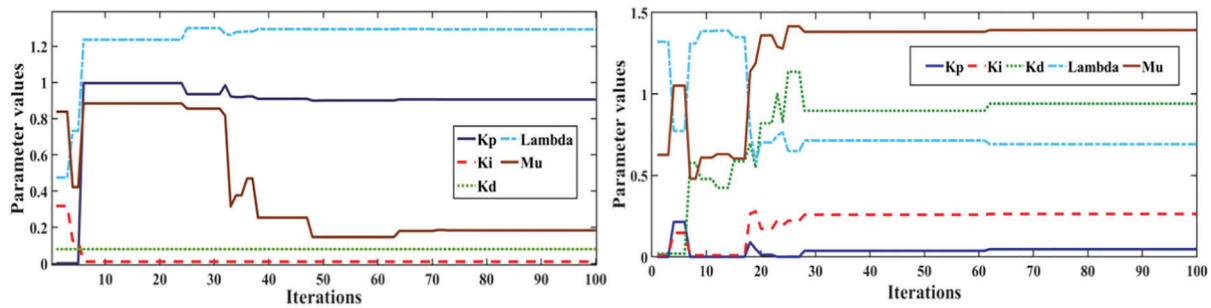 Parameter values
1.2
1
0.8
0.6
0.4
0.2
0
Kp Lambda
Ki Mu
Kd
10 20 30 40 50 60 70 80 90 100
Iterations
Parameter values
1.5
1
0.5
0
Kp Ki Kd Lambda Mu
0 10 20 30 40 50 60 70 80 90 100
Iterations